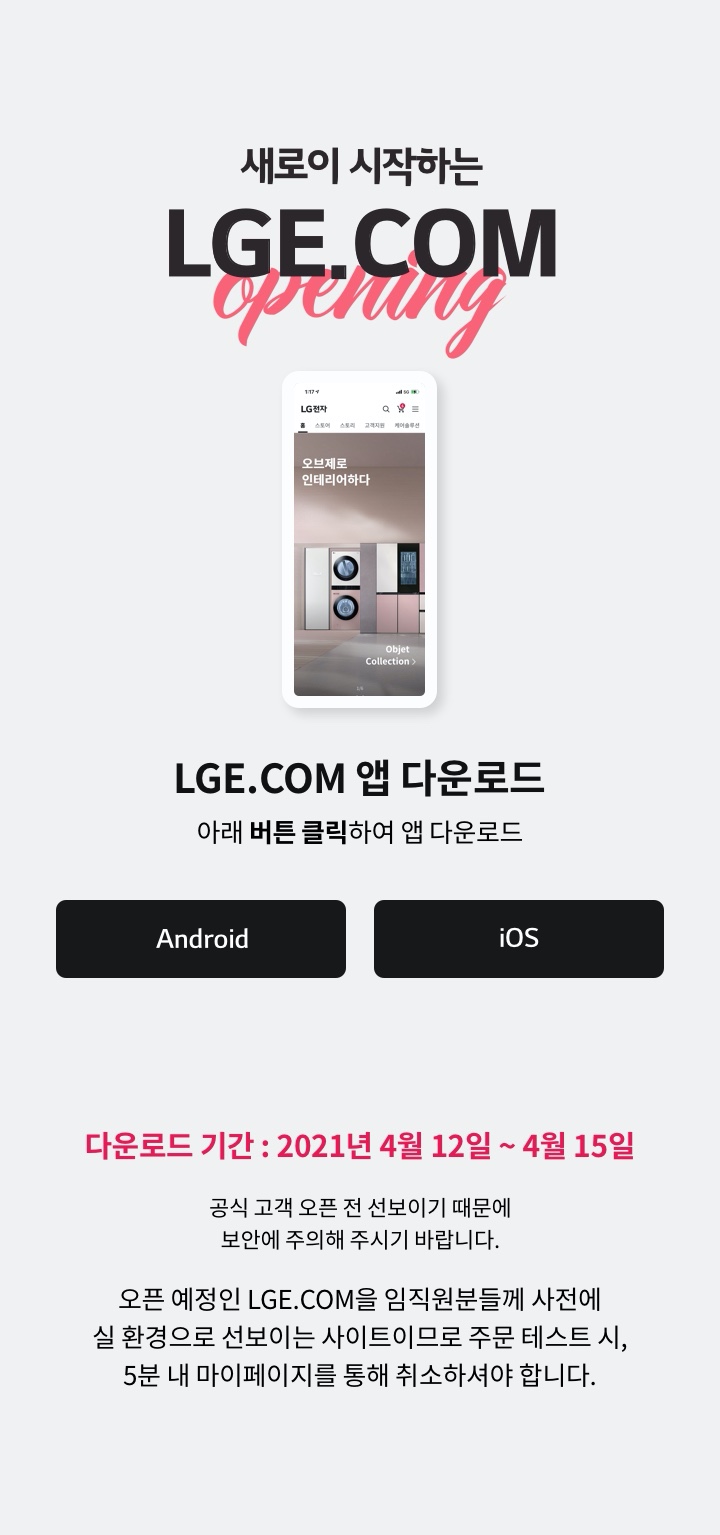 새로이 시작하는
LGE.COM
opening
1:17
5G
LG전자
홈 스토어 스토리 고객지원 케어솔루션
오브제로
인테리어하다
Objet
Collection >
LGE.COM 앱 다운로드
아래 버튼 클릭하여 앱 다운로드
Android
iOS
다운로드 기간 : 2021년 4월 12일 ~ 4월 15일
공식 고객 오픈 전 선보이기 때문에
보안에 주의해 주시기 바랍니다.
오픈 예정인 LGE.COM을 임직원분들께 사전에
실 환경으로 선보이는 사이트이므로 주문 테스트 시,
5분 내 마이페이지를 통해 취소하셔야 합니다.